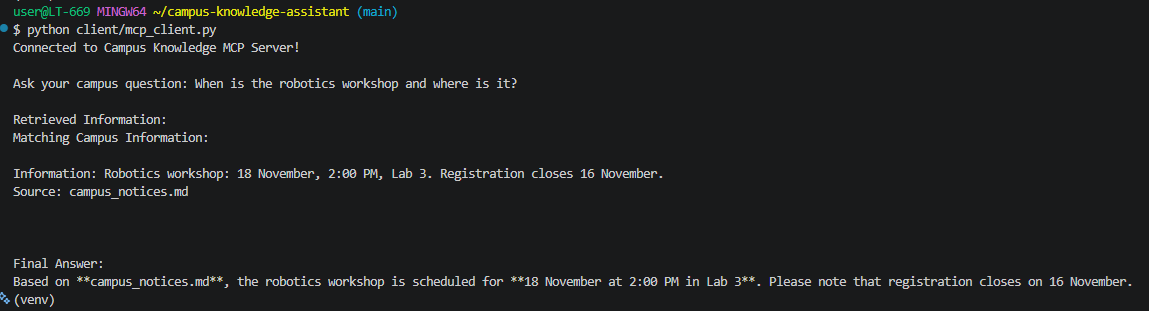 user@LT-669 MINGW64 ~/campus-knowledge-assistant (main)
$ python client/mcp_client.py
Connected to Campus Knowledge MCP Server!
Ask your campus question: When is the robotics workshop and where is it?
Retrieved Information:
Matching Campus Information:
Information: Robotics workshop: 18 November, 2:00 PM, Lab 3. Registration closes 16 November.
Source: campus_notices.md
Final Answer:
Based on **campus_notices.md**, the robotics workshop is scheduled for **18 November at 2:00 PM in Lab 3**. Please note that registration closes on 16 November.
(venv)